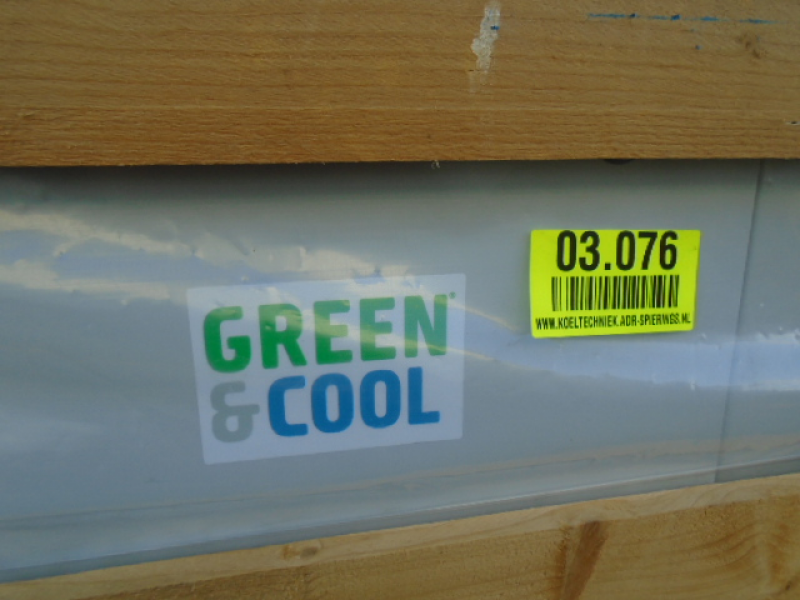 03.076
WWW.KOELTECHNIEK.ADR-SPIERINGS.NL
GREEN
& COOL